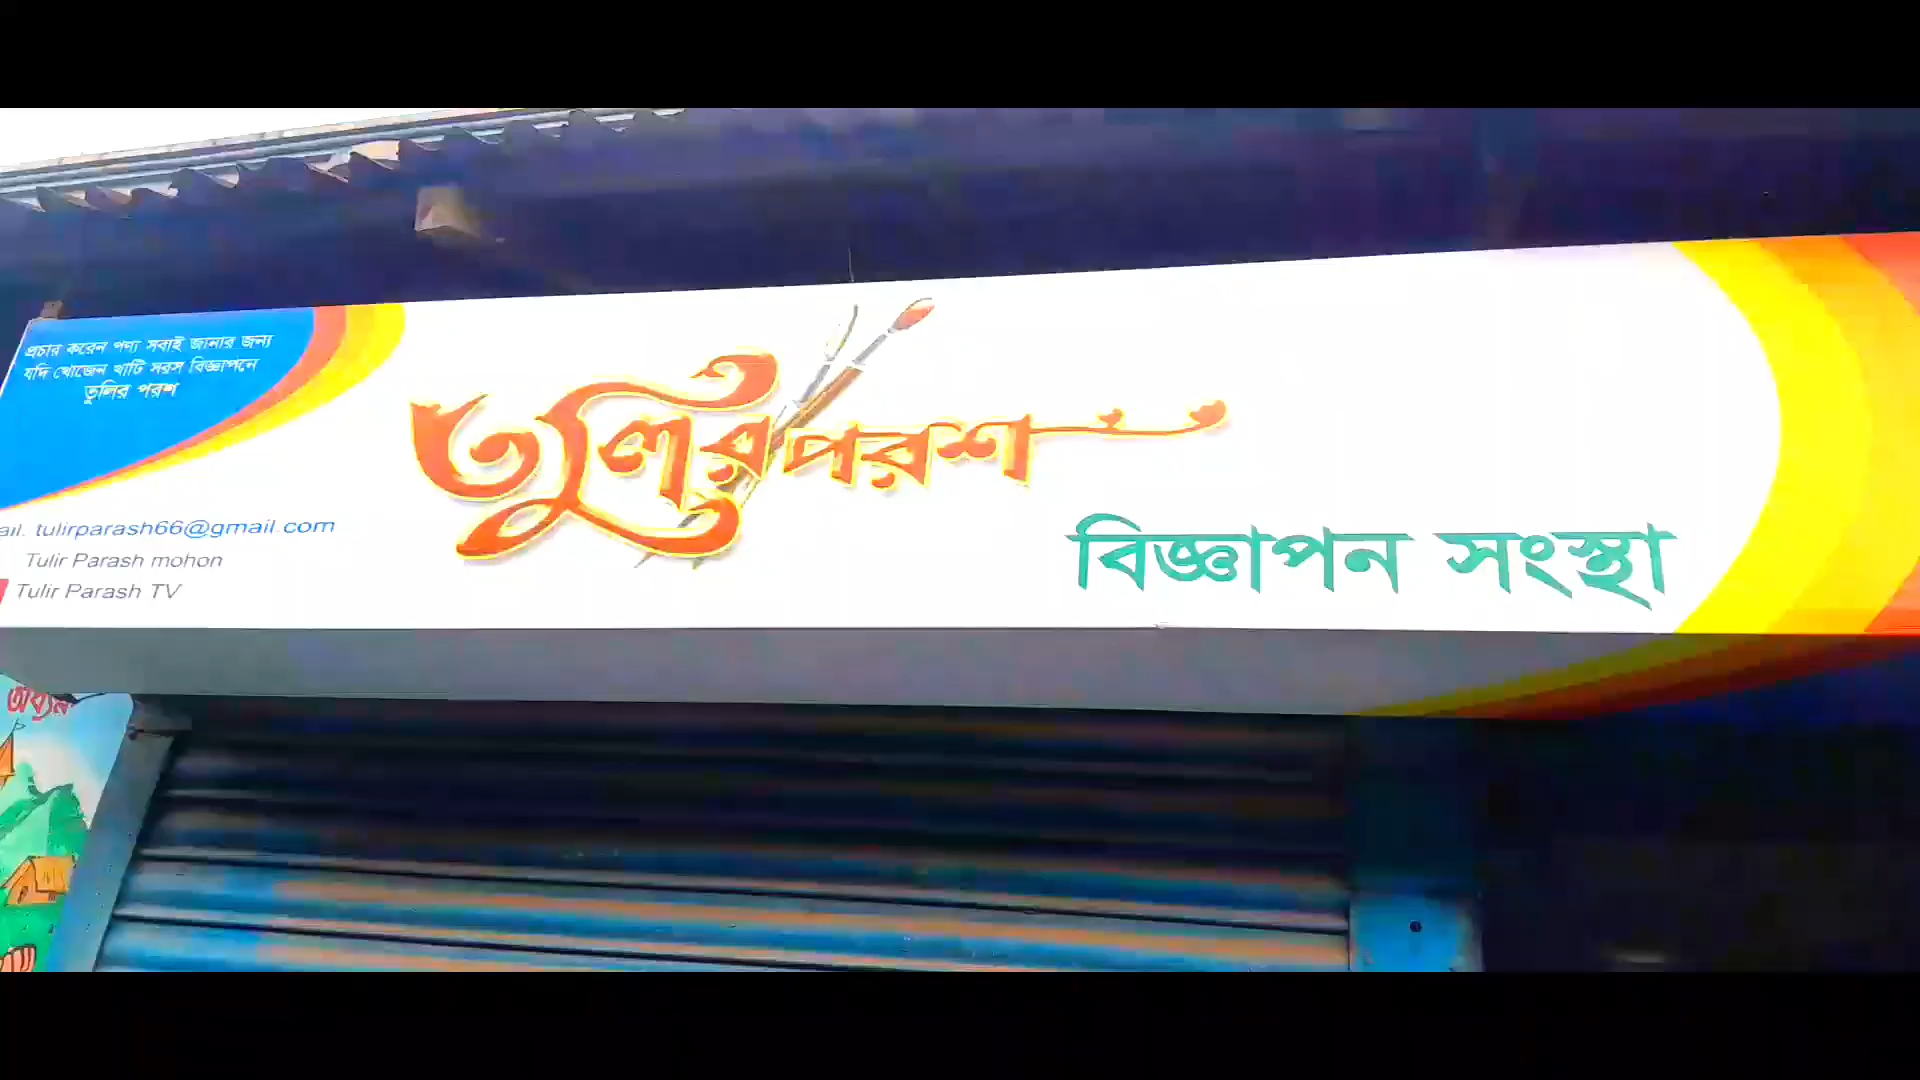 প্রচার করেন পণ্য সবাই জানার জন্য
যদি খোজেন খাটি সরস বিজ্ঞাপনে
তুলির পরশ
তুলির পরশ
বিজ্ঞাপন সংস্থা
ail. tulirparash66@gmail.com
Tulir Parash mohon
Tulir Parash TV